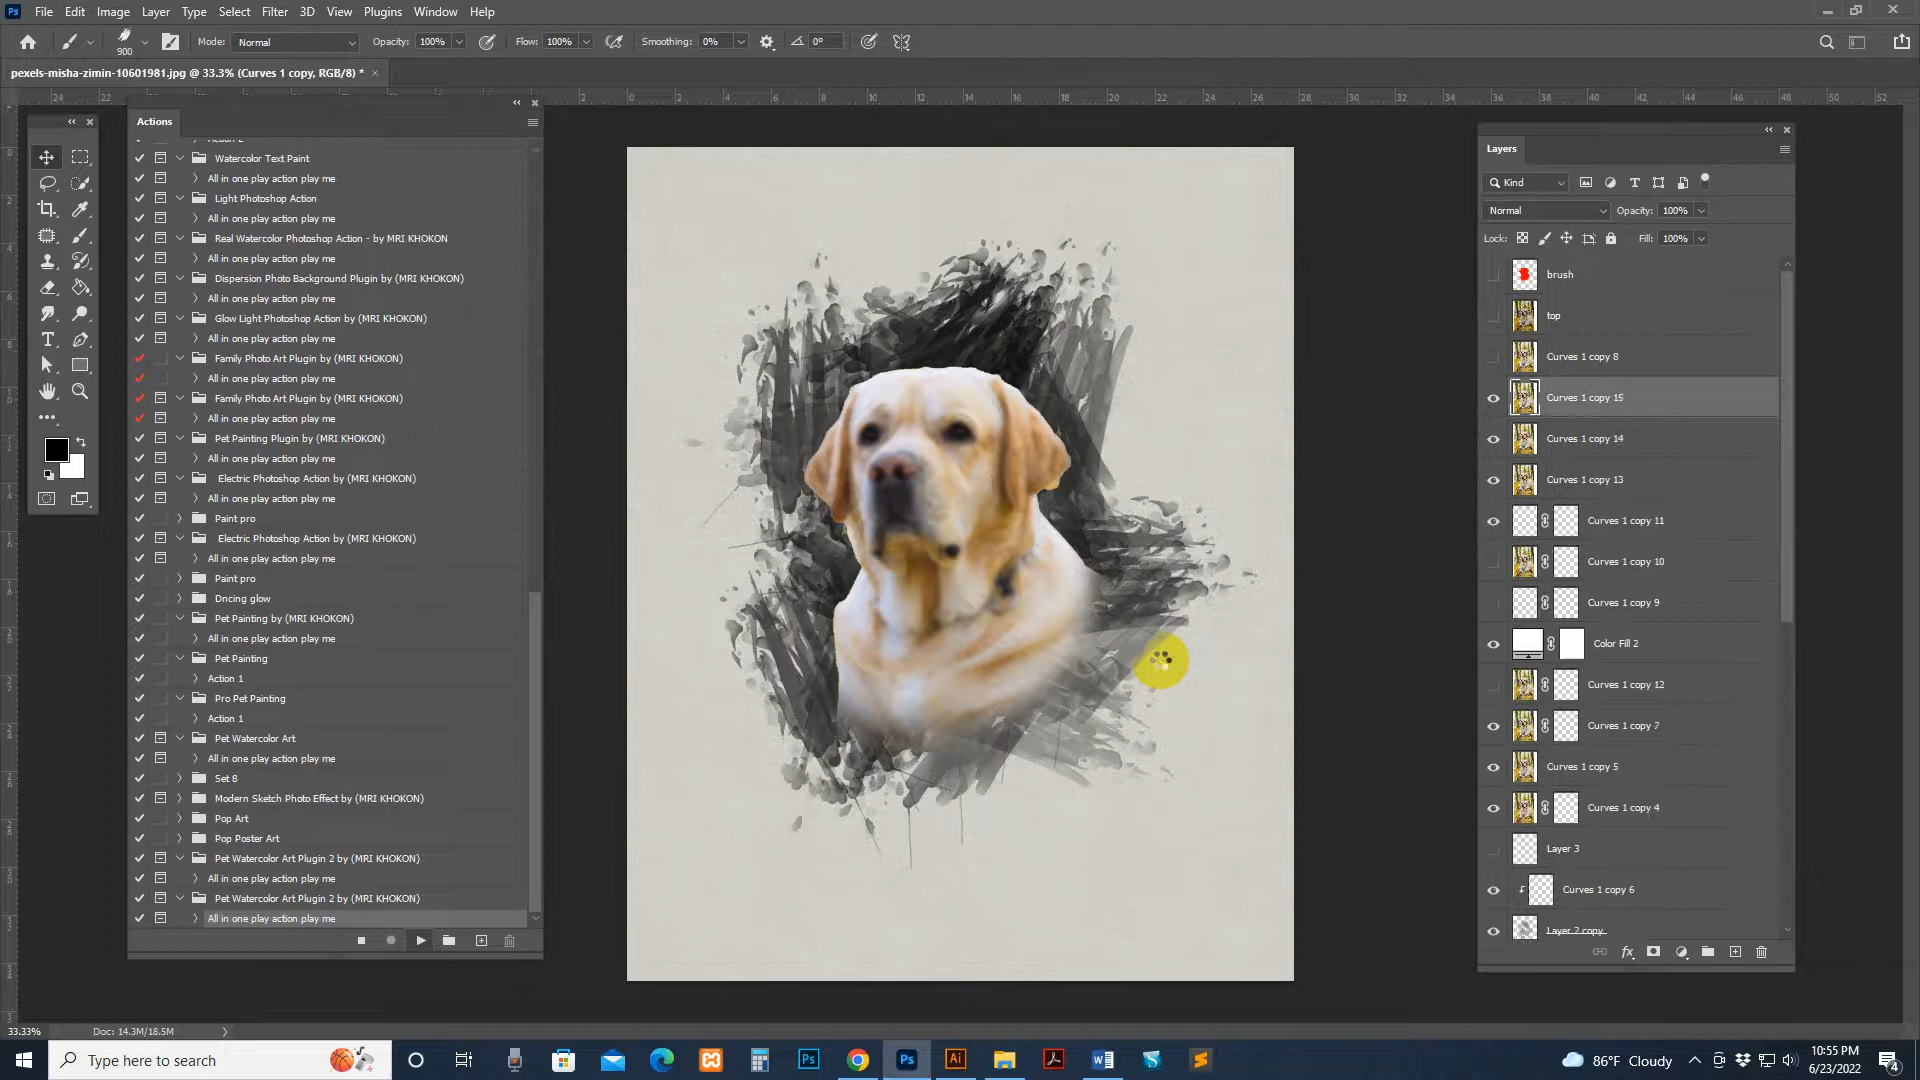 Ps File Edit Image Layer Type Select Filter 3D View Plugins Window Help
900 Mode: Normal Opacity: 100% Flow: 100% Smoothing: 0% 0°
pexels-misha-zimin-10601981.jpg @ 33.3% (Curves 1 copy, RGB/8) *
Actions
Watercolor Text Paint
All in one play action play me
Light Photoshop Action
All in one play action play me
Real Watercolor Photoshop Action - by MRI KHOKON
All in one play action play me
Dispersion Photo Background Plugin by (MRI KHOKON)
All in one play action play me
Glow Light Photoshop Action by (MRI KHOKON)
All in one play action play me
Family Photo Art Plugin by (MRI KHOKON)
All in one play action play me
Family Photo Art Plugin by (MRI KHOKON)
All in one play action play me
Pet Painting Plugin by (MRI KHOKON)
All in one play action play me
Electric Photoshop Action by (MRI KHOKON)
All in one play action play me
Paint pro
Electric Photoshop Action by (MRI KHOKON)
All in one play action play me
Paint pro
Dncing glow
Pet Painting by (MRI KHOKON)
All in one play action play me
Pet Painting
Action 1
Pro Pet Painting
Action 1
Pet Watercolor Art
All in one play action play me
Set 8
Modern Sketch Photo Effect by (MRI KHOKON)
Pop Art
Pop Poster Art
Pet Watercolor Art Plugin 2 by (MRI KHOKON)
All in one play action play me
Pet Watercolor Art Plugin 2 by (MRI KHOKON)
All in one play action play me
Layers
Kind
Normal Opacity: 100%
Lock: Fill: 100%
brush
top
Curves 1 copy 8
Curves 1 copy 15
Curves 1 copy 14
Curves 1 copy 13
Curves 1 copy 11
Curves 1 copy 10
Curves 1 copy 9
Color Fill 2
Curves 1 copy 12
Curves 1 copy 7
Curves 1 copy 5
Curves 1 copy 4
Layer 3
Curves 1 copy 6
Layer 2 copy
33.33% Doc: 14.3M/18.5M
Type here to search
86°F Cloudy
10:55 PM
6/23/2022
4